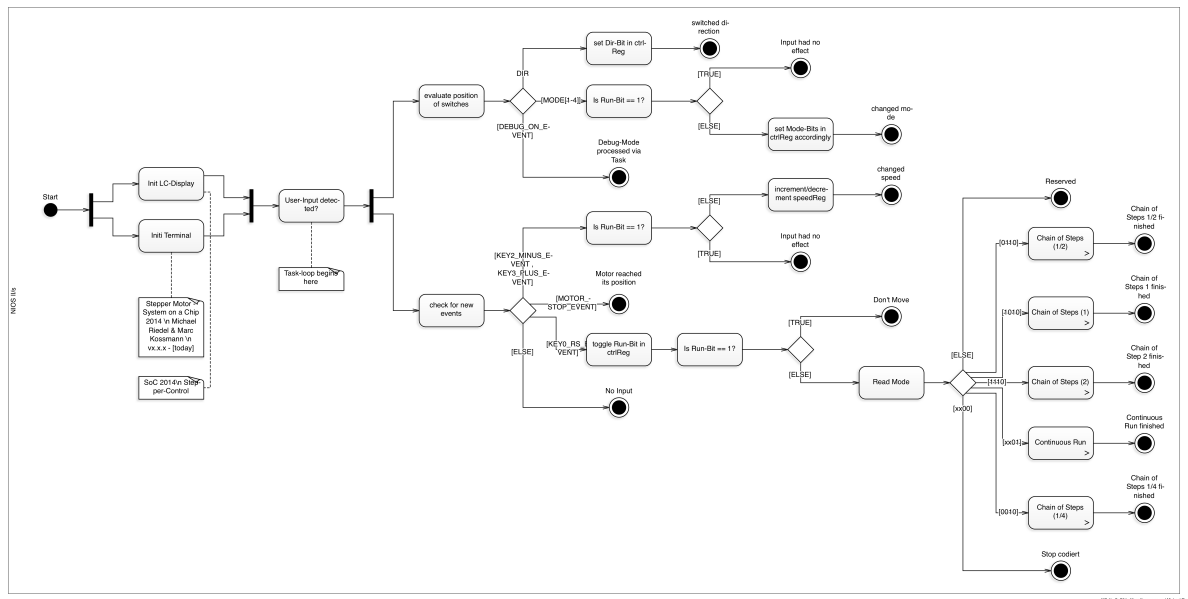 NIOS II/s
Start
Init LC-Display
Initi Terminal
Stepper Motor
System on a Chip
2014 \n Michael
Riedel & Marc
Kossmann \n
vx.x.x - [today]
SoC 2014\n Step-
per-Control
User-Input detec-
ted?
Task-loop begins
here
evaluate position
of switches
DIR
[MODE[1-4]]
[DEBUG_ON_E-
VENT]
set Dir-Bit in ctrl-
Reg
switched di-
rection
Is Run-Bit == 1?
[TRUE]
Input had no
effect
[ELSE]
set Mode-Bits in
ctrlReg accordingly
changed mo-
de
Debug-Mode
processed via
Task
check for new
events
[KEY2_MINUS_E-
VENT ,
KEY3_PLUS_E-
VENT]
Is Run-Bit == 1?
[ELSE]
increment/decre-
ment speedReg
changed
speed
[TRUE]
Input had no
effect
[MOTOR_-
STOP_EVENT]
Motor reached
its position
[KEY0_RS_
VENT]
toggle Run-Bit in
ctrlReg
Is Run-Bit == 1?
[TRUE]
Don't Move
[ELSE]
Read Mode
[ELSE]
No Input
[ELSE]
Reserved
[0110]
Chain of Steps
(1/2)
Chain of
Steps 1/2 fi-
nished
[1010]
Chain of Steps (1)
Chain of
Steps 1 finis-
hed
[1110]
Chain of Steps (2)
Chain of
Step 2 finis-
hed
[xx01]
Continuous Run
Continuous
Run finished
[0010]
Chain of Steps
(1/4)
Chain of
Steps 1/4 fi-
nished
[xx00]
Stop codiert